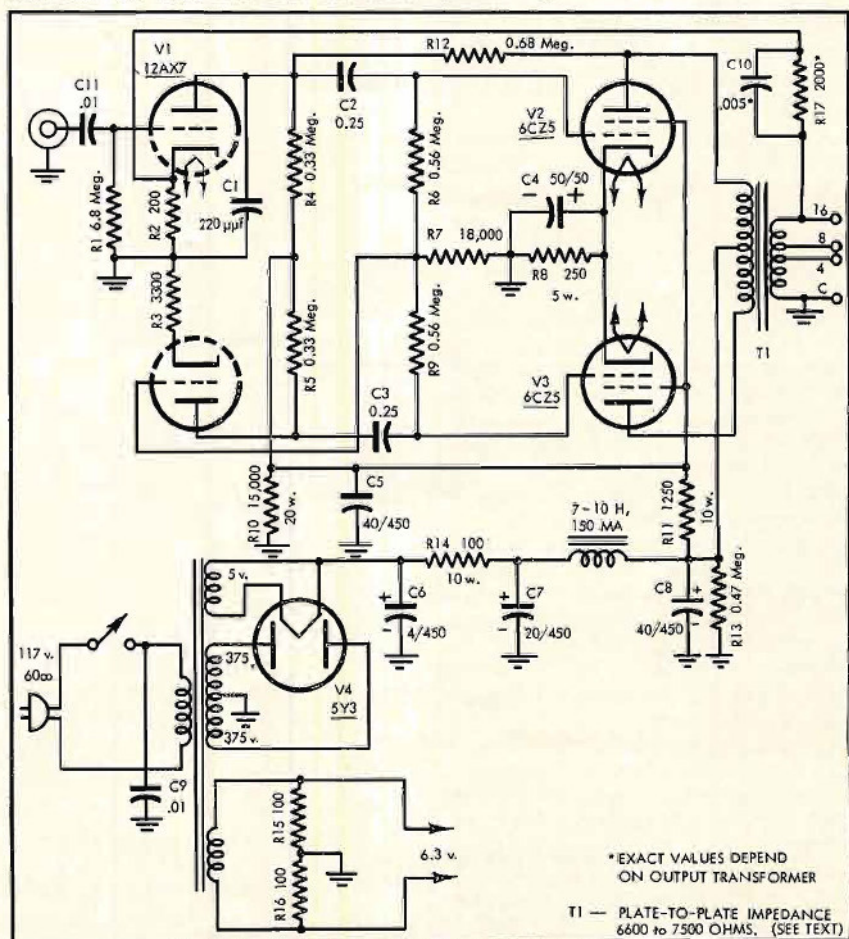 V1
12AX7
C11
.01
R1 6.8 Meg.
R2 200
R3 3300
C1
220 μμf
C2
0.25
R12
0.68 Meg.
R4 0.33 Meg.
R5 0.33 Meg.
R6 0.56 Meg.
R9 0.56 Meg.
R7 18,000
C4 50/50
-
+
R8 250
5 w.
V2
6CZ5
V3
6CZ5
C3
0.25
C10
.005*
R17 2000*
16
8
4
C
T1
R10 15,000
20 w.
C5
40/450
R11 1250
10 w.
R14 100
10 w.
7-10 H,
150 MA
C6
+
-
4/450
C7
+
-
20/450
C8
+
-
40/450
R13 0.47 Meg.
117 v.
60∞
C9
.01
5 v.
375 v.
375 v.
V4
5Y3
R15 100
R16 100
6.3 v.
*EXACT VALUES DEPEND
ON OUTPUT TRANSFORMER
T1 — PLATE-TO-PLATE IMPEDANCE
6600 to 7500 OHMS. (SEE TEXT)